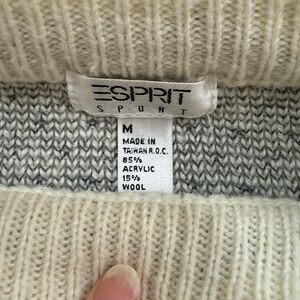 ESPRIT
SPORT
M
MADE IN
TAIWAN R.O.C.
85%
ACRYLIC
15%
WOOL